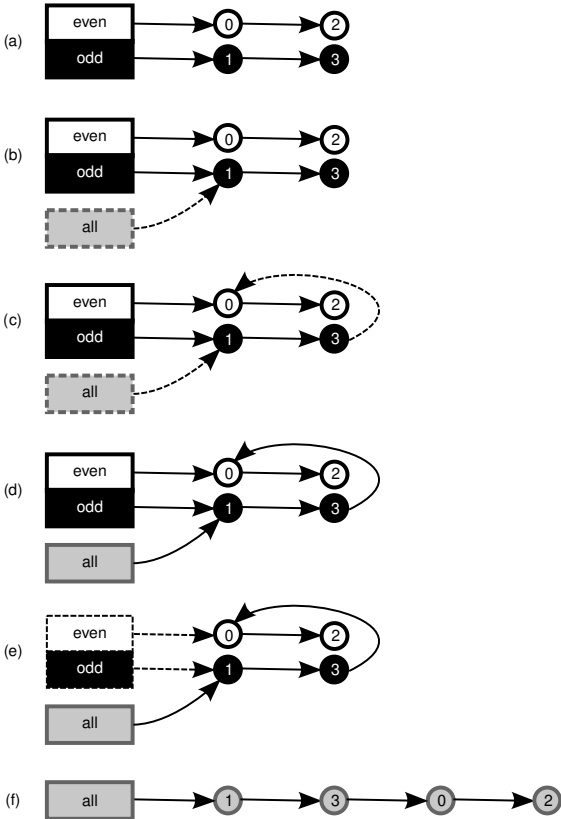 (a) even 0 2
odd 1 3
(b) even 0 2
odd 1 3
all
(c) even 0 2
odd 1 3
all
(d) even 0 2
odd 1 3
all
(e) even 0 2
odd 1 3
all
(f) all 1 3 0 2